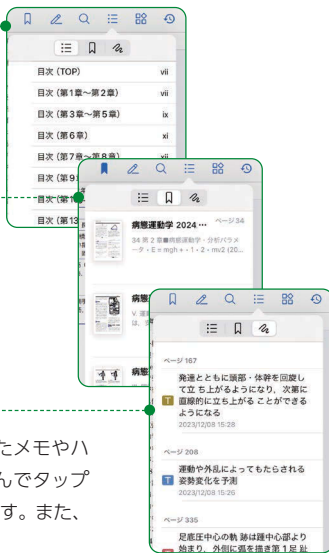 目次 (TOP) vii
目次 (第1章～第2章) vii
目次 (第3章～第5章) ix
目次 (第6章) xi
目次 (第7章～第8章) xii
目次 (第9
目次 (第1
目次 (第13
病態運動学 2024 … ページ34
34 第 2 章■病態運動学・分析パラメ
ータ • E = mgh + • 1 • 2 • mv2 (20...
病態
V. 運
は、
病態
ページ 167
発達とともに頭部・体幹を回旋し
て立 ち上がるようになり、次第に
直線的に立ち上がる ことができる
ようになる
2023/12/08 15:28
ページ 208
運動や外乱によってもたらされる
姿勢変化を予測
2023/12/08 15:26
ページ 335
足底圧中心の軌 跡は踵中心部より
始まり、外側に弧を描き第 1 足 趾
たメモやハ
んでタップ
す。また、